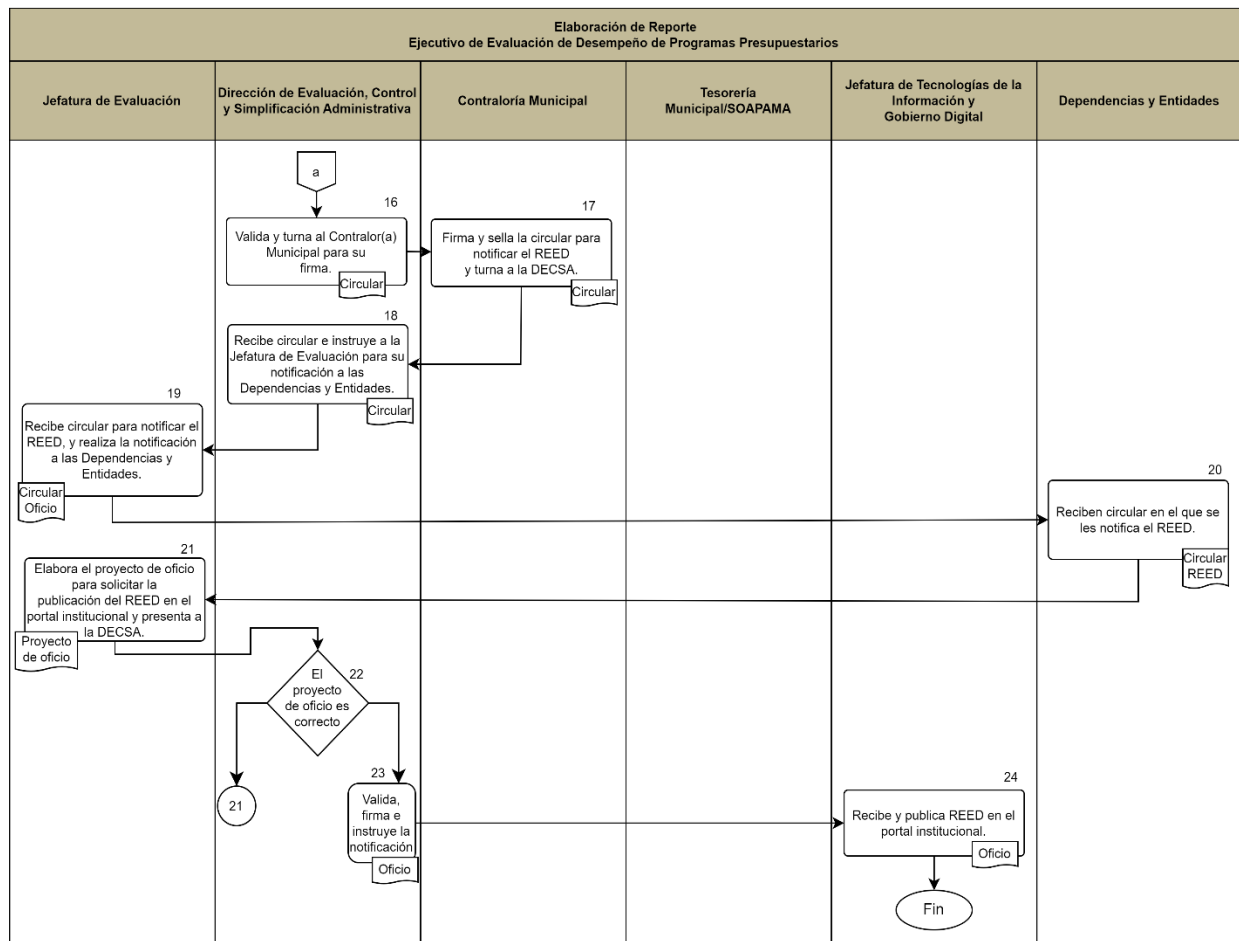 Elaboración de Reporte
Ejecutivo de Evaluación de Desempeño de Programas Presupuestarios
Jefatura de Evaluación
Dirección de Evaluación, Control
y Simplificación Administrativa
Contraloría Municipal
Tesorería
Municipal/SOAPAMA
Jefatura de Tecnologías de la
Información y
Gobierno Digital
Dependencias y Entidades
a
16
Valida y turna al Contralor(a)
Municipal para su
firma.
Circular
17
Firma y sella la circular para
notificar el REED
y turna a la DECSA.
Circular
18
Recibe circular e instruye a la
Jefatura de Evaluación para su
notificación a las
Dependencias y Entidades.
Circular
19
Recibe circular para notificar el
REED, y realiza la notificación
a las Dependencias y
Entidades.
Circular
Oficio
20
Reciben circular en el que se
les notifica el REED.
Circular
REED
21
Elabora el proyecto de oficio
para solicitar la
publicación del REED en el
portal institucional y presenta a
la DECSA.
Proyecto
de oficio
22
El
proyecto
de oficio es
correcto
21
23
Valida,
firma e
instruye la
notificación
Oficio
24
Recibe y publica REED en el
portal institucional.
Oficio
Fin